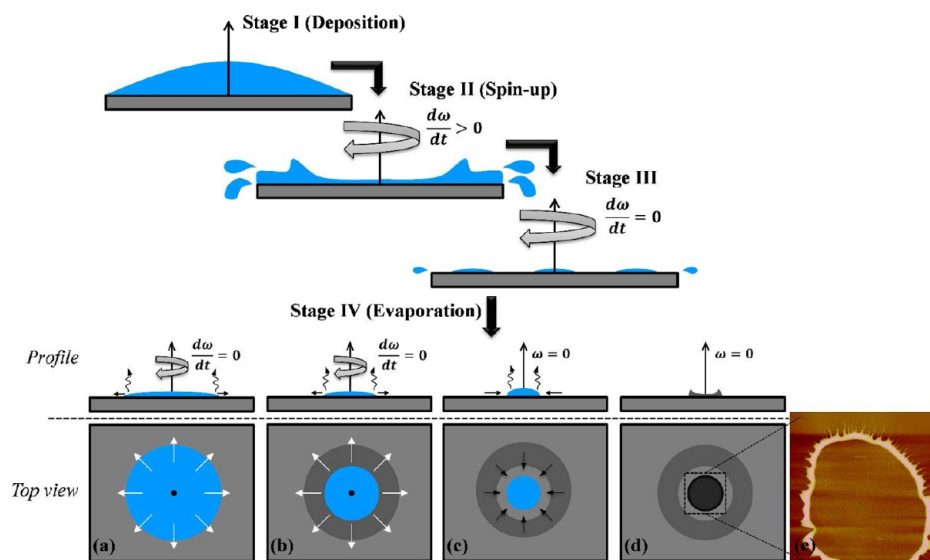 Stage I (Deposition)
Stage II (Spin-up)
dω/dt > 0
Stage III
dω/dt = 0
Stage IV (Evaporation)
Profile
dω/dt = 0
dω/dt = 0
ω = 0
ω = 0
Top view
(a)
(b)
(c)
(d)
(e)